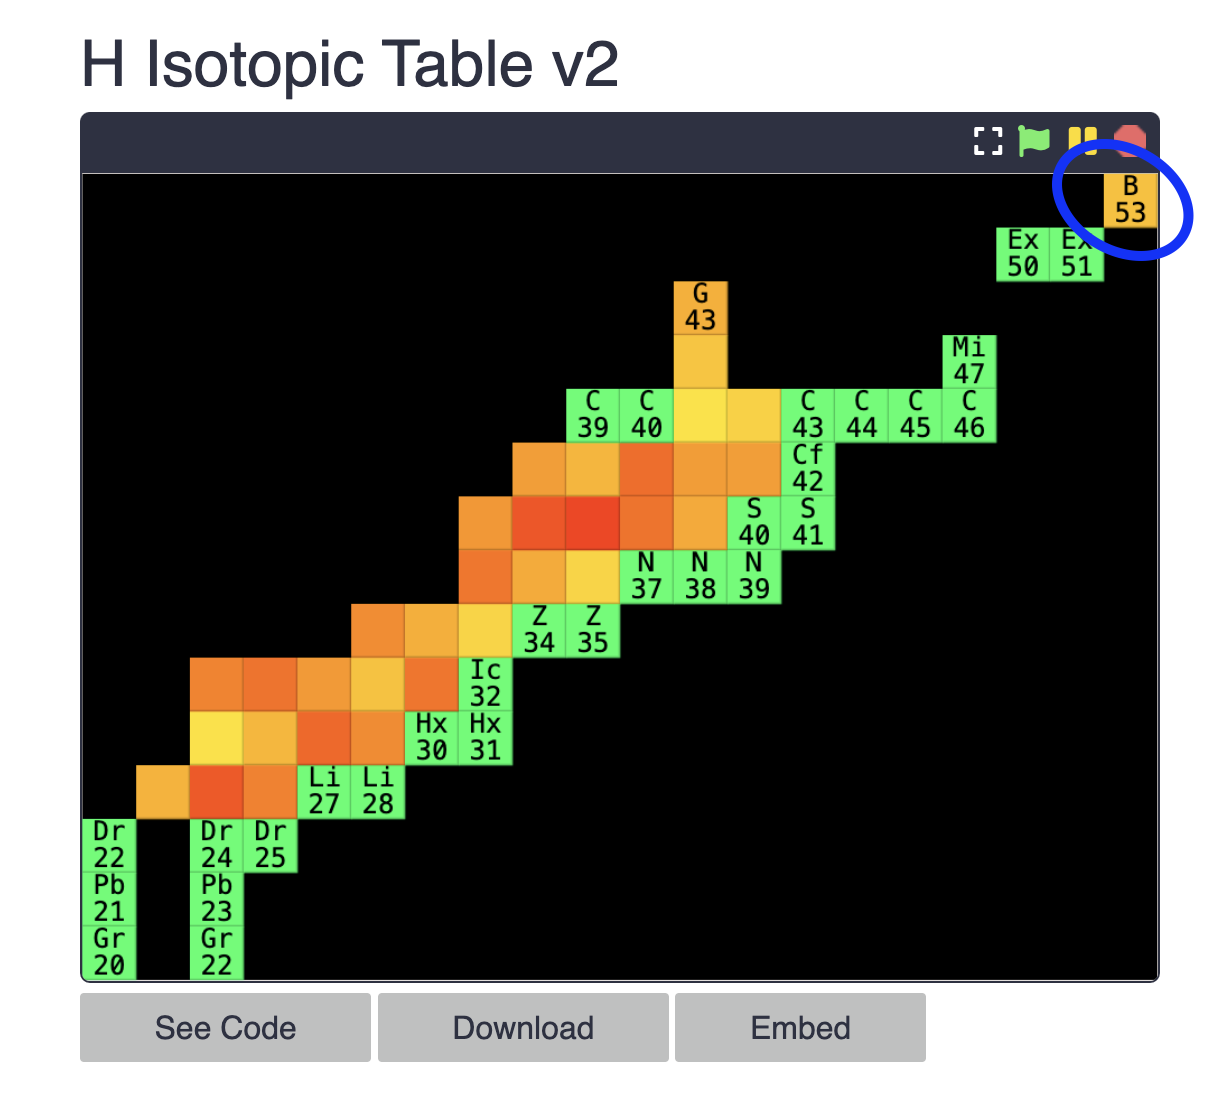 H Isotopic Table v2
B
53
Ex Ex
50 51
G
43
Mi
47
C C C C C C
39 40 43 44 45 46
Cf
42
S S
40 41
N N N
37 38 39
Z Z
34 35
Ic
32
Hx Hx
30 31
Li Li
27 28
Dr Dr Dr
22 24 25
Pb Pb
21 23
Gr Gr
20 22
See Code Download Embed